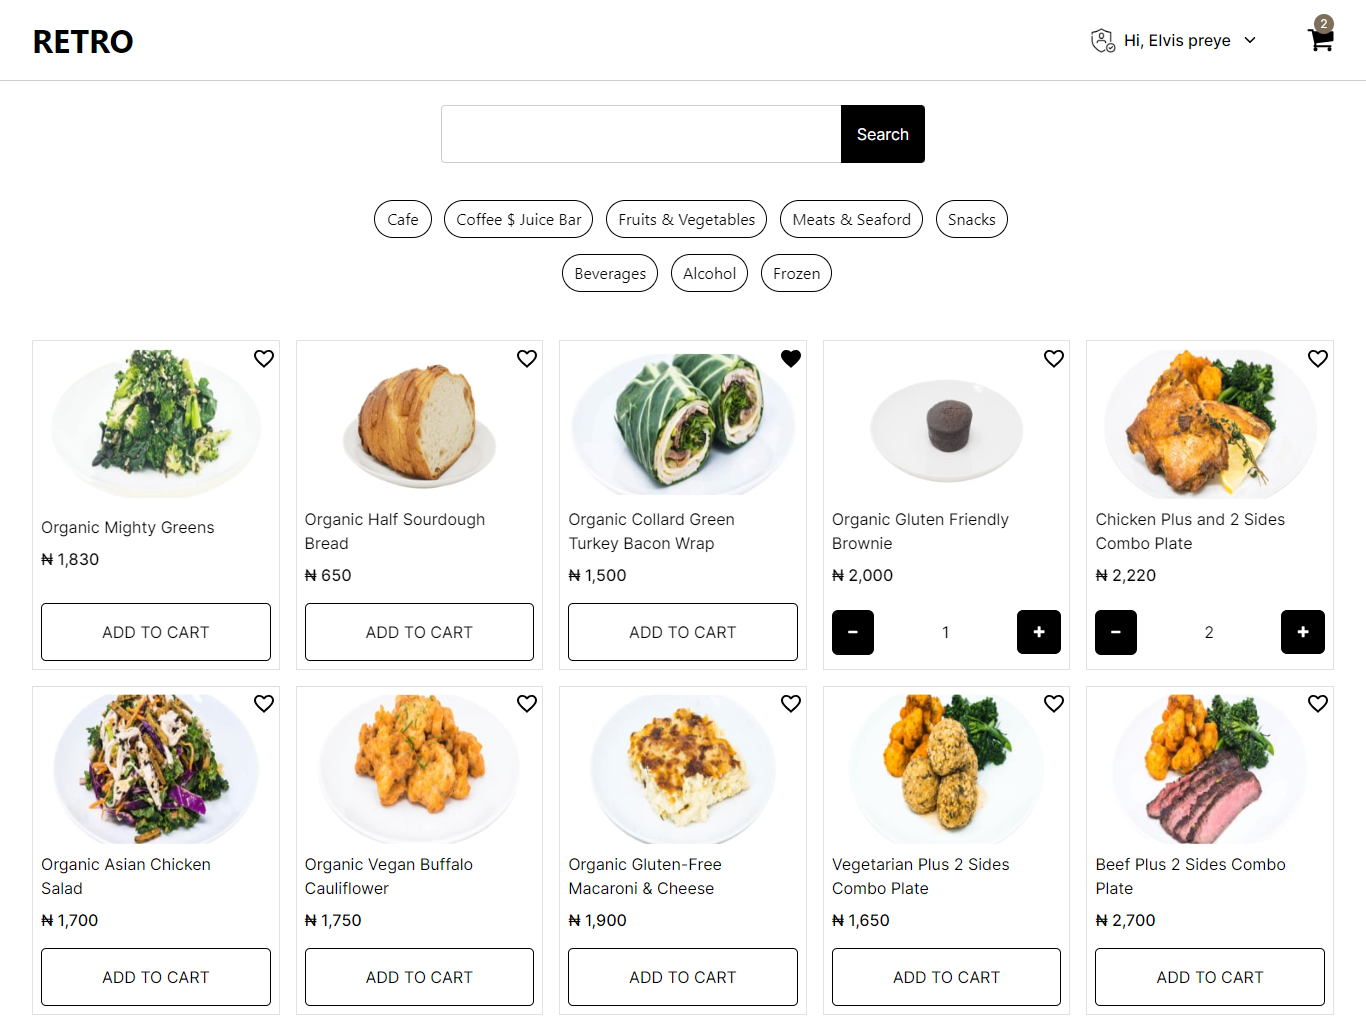 RETRO
Hi, Elvis preye
2
Search
Cafe
Coffee $ Juice Bar
Fruits & Vegetables
Meats & Seaford
Snacks
Beverages
Alcohol
Frozen
Organic Mighty Greens
₦ 1,830
ADD TO CART
Organic Half Sourdough
Bread
₦ 650
ADD TO CART
Organic Collard Green
Turkey Bacon Wrap
₦ 1,500
ADD TO CART
Organic Gluten Friendly
Brownie
₦ 2,000
− 1 +
Chicken Plus and 2 Sides
Combo Plate
₦ 2,220
− 2 +
Organic Asian Chicken
Salad
₦ 1,700
ADD TO CART
Organic Vegan Buffalo
Cauliflower
₦ 1,750
ADD TO CART
Organic Gluten-Free
Macaroni & Cheese
₦ 1,900
ADD TO CART
Vegetarian Plus 2 Sides
Combo Plate
₦ 1,650
ADD TO CART
Beef Plus 2 Sides Combo
Plate
₦ 2,700
ADD TO CART